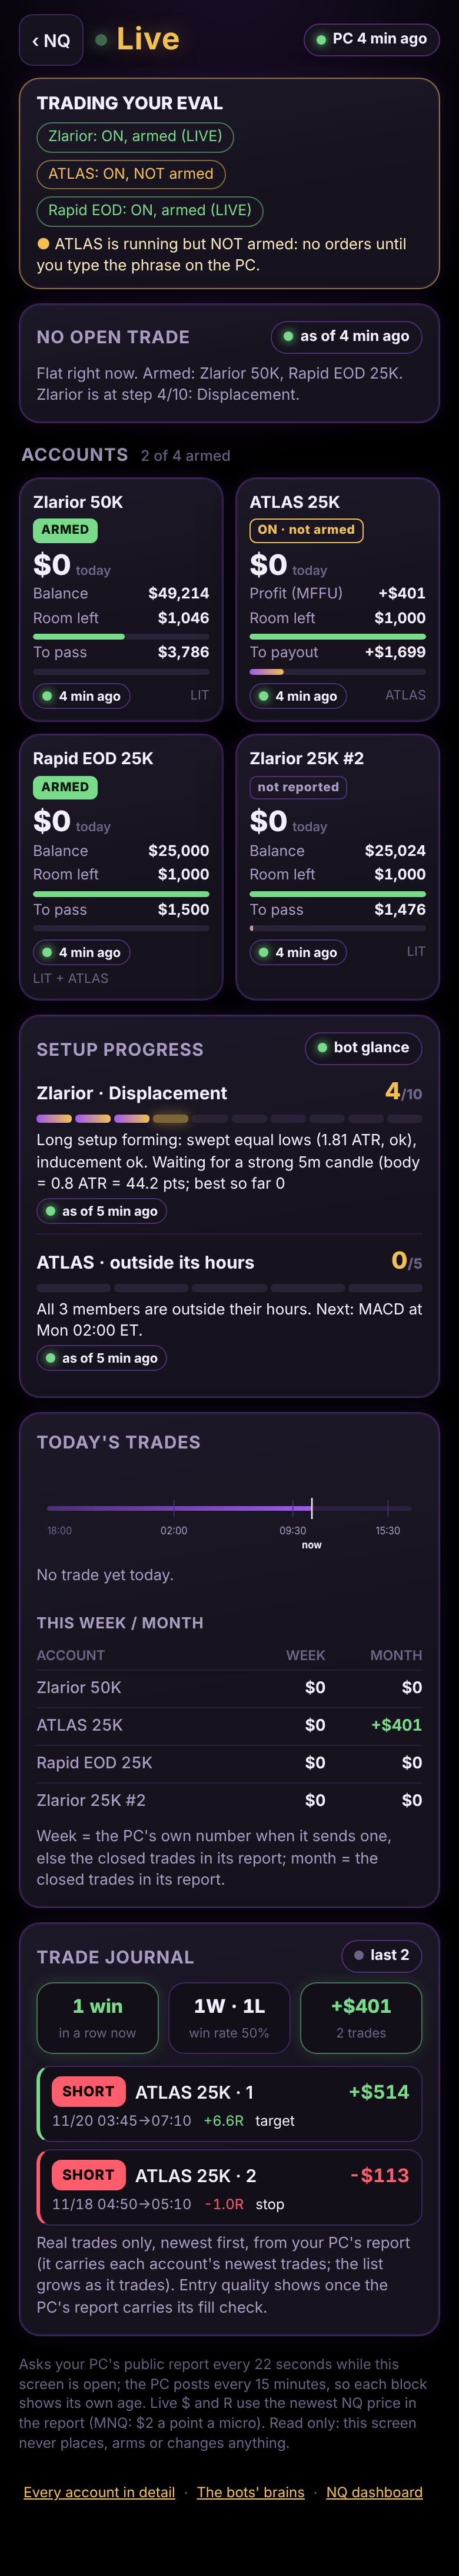 ‹ NQ
Live
PC 4 min ago
TRADING YOUR EVAL
Zlarior: ON, armed (LIVE)
ATLAS: ON, NOT armed
Rapid EOD: ON, armed (LIVE)
ATLAS is running but NOT armed: no orders until
you type the phrase on the PC.
NO OPEN TRADE
as of 4 min ago
Flat right now. Armed: Zlarior 50K, Rapid EOD 25K.
Zlarior is at step 4/10: Displacement.
ACCOUNTS 2 of 4 armed
Zlarior 50K
ARMED
$0 today
Balance $49,214
Room left $1,046
To pass $3,786
4 min ago LIT
ATLAS 25K
ON · not armed
$0 today
Profit (MFFU) +$401
Room left $1,000
To payout +$1,699
4 min ago ATLAS
Rapid EOD 25K
ARMED
$0 today
Balance $25,000
Room left $1,000
To pass $1,500
4 min ago
LIT + ATLAS
Zlarior 25K #2
not reported
$0 today
Balance $25,024
Room left $1,000
To pass $1,476
4 min ago LIT
SETUP PROGRESS
bot glance
Zlarior · Displacement 4/10
Long setup forming: swept equal lows (1.81 ATR, ok),
inducement ok. Waiting for a strong 5m candle (body
= 0.8 ATR = 44.2 pts; best so far 0
as of 5 min ago
ATLAS · outside its hours 0/5
All 3 members are outside their hours. Next: MACD at
Mon 02:00 ET.
as of 5 min ago
TODAY'S TRADES
18:00 02:00 09:30 15:30
now
No trade yet today.
THIS WEEK / MONTH
ACCOUNT WEEK MONTH
Zlarior 50K $0 $0
ATLAS 25K $0 +$401
Rapid EOD 25K $0 $0
Zlarior 25K #2 $0 $0
Week = the PC's own number when it sends one,
else the closed trades in its report; month = the
closed trades in its report.
TRADE JOURNAL
last 2
1 win
in a row now
1W · 1L
win rate 50%
+$401
2 trades
SHORT ATLAS 25K · 1 +$514
11/20 03:45→07:10 +6.6R target
SHORT ATLAS 25K · 2 -$113
11/18 04:50→05:10 -1.0R stop
Real trades only, newest first, from your PC's report
(it carries each account's newest trades; the list
grows as it trades). Entry quality shows once the
PC's report carries its fill check.
Asks your PC's public report every 22 seconds while this
screen is open; the PC posts every 15 minutes, so each block
shows its own age. Live $ and R use the newest NQ price in
the report (MNQ: $2 a point a micro). Read only: this screen
never places, arms or changes anything.
Every account in detail · The bots' brains · NQ dashboard